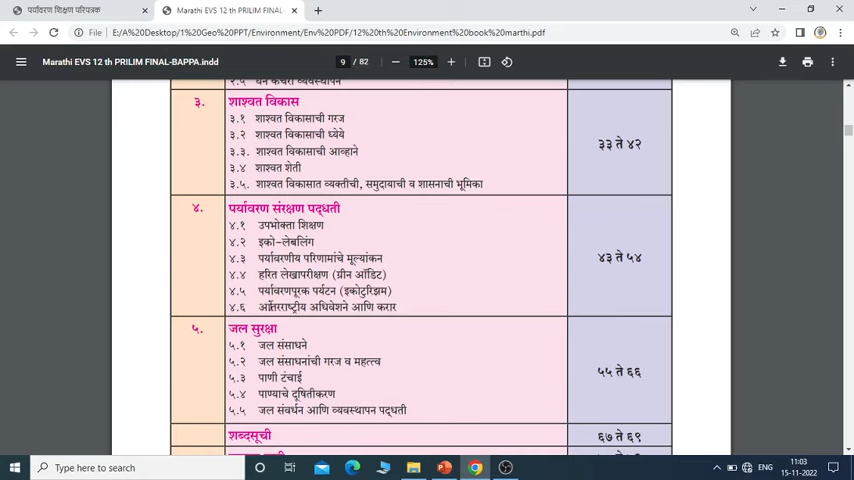 पर्यावरण शिक्षण परिपत्रक
Marathi EVS 12 th PRILIM FINAL-
File
E:/A%20Desktop/1%20Geo%20PPT/Environment/Env%20PDF/12%20th%20Environment%20book%20marthi.pdf
Marathi EVS 12 th PRILIM FINAL-BAPPA.indd
9 / 82
125%
२.५ घन कचरा व्यवस्थापन
३. शाश्वत विकास
३.१ शाश्वत विकासाची गरज
३.२ शाश्वत विकासाची ध्येये
३.३. शाश्वत विकासाची आव्हाने
३.४ शाश्वत शेती
३.५. शाश्वत विकासात व्यक्तीची, समुदायाची व शासनाची भूमिका
३३ ते ४२
४. पर्यावरण संरक्षण पद्धती
४.१ उपभोक्ता शिक्षण
४.२ इको-लेबलिंग
४.३ पर्यावरणीय परिणामांचे मूल्यांकन
४.४ हरित लेखापरीक्षण (ग्रीन ऑडिट)
४.५ पर्यावरणपूरक पर्यटन (इकोटुरिझम)
४.६ आंतरराष्ट्रीय अधिवेशने आणि करार
४३ ते ५४
५. जल सुरक्षा
५.१ जल संसाधने
५.२ जल संसाधनांची गरज व महत्त्व
५.३ पाणी टंचाई
५.४ पाण्याचे दूषितीकरण
५.५ जल संवर्धन आणि व्यवस्थापन पद्धती
५५ ते ६६
शब्दसूची ६७ ते ६९
Type here to search
ENG
11:03
15-11-2022